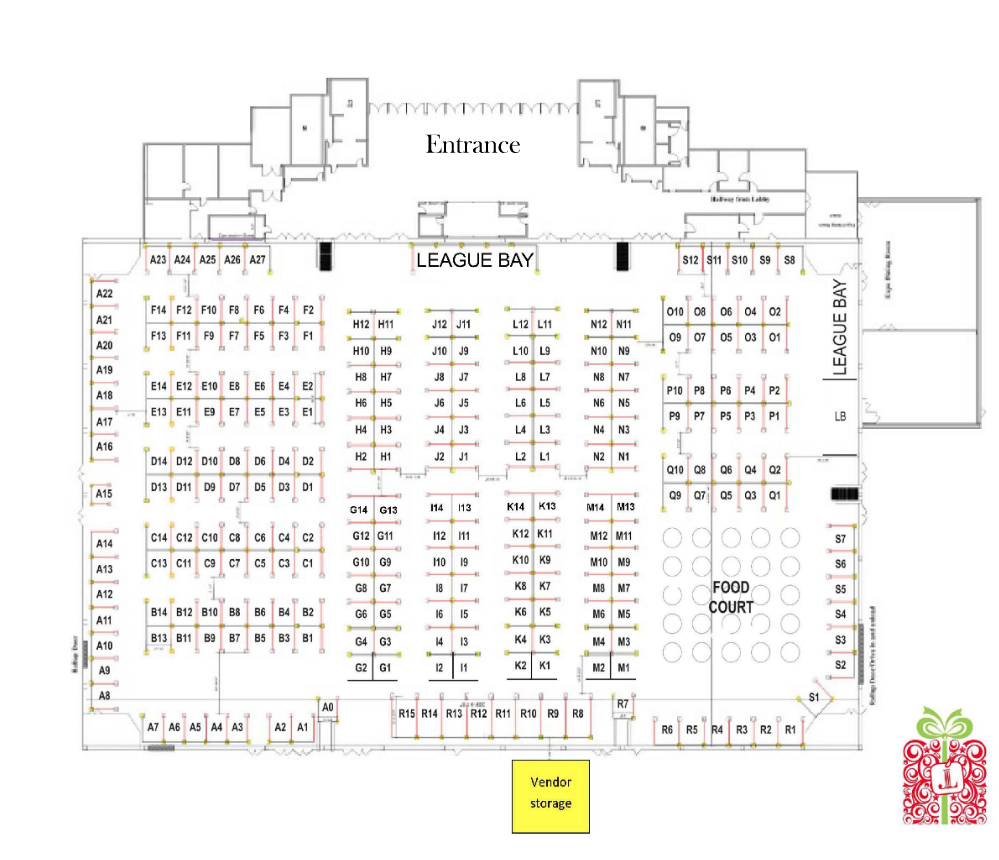 Entrance
Hallway from Lobby
Expo Dining Room
A23 A24 A25 A26 A27
LEAGUE BAY
S12 S11 S10 S9 S8
LEAGUE BAY
LB
A22
A21
A20
A19
A18
A17
A16
A15
A14
A13
A12
A11
A10
A9
A8
F14 F12 F10 F8 F6 F4 F2
F13 F11 F9 F7 F5 F3 F1
E14 E12 E10 E8 E6 E4 E2
E13 E11 E9 E7 E5 E3 E1
D14 D12 D10 D8 D6 D4 D2
D13 D11 D9 D7 D5 D3 D1
C14 C12 C10 C8 C6 C4 C2
C13 C11 C9 C7 C5 C3 C1
B14 B12 B10 B8 B6 B4 B2
B13 B11 B9 B7 B5 B3 B1
H12 H11
H10 H9
H8 H7
H6 H5
H4 H3
H2 H1
J12 J11
J10 J9
J8 J7
J6 J5
J4 J3
J2 J1
L12 L11
L10 L9
L8 L7
L6 L5
L4 L3
L2 L1
N12 N11
N10 N9
N8 N7
N6 N5
N4 N3
N2 N1
G14 G13
G12 G11
G10 G9
G8 G7
G6 G5
G4 G3
G2 G1
I14 I13
I12 I11
I10 I9
I8 I7
I6 I5
I4 I3
I2 I1
K14 K13
K12 K11
K10 K9
K8 K7
K6 K5
K4 K3
K2 K1
M14 M13
M12 M11
M10 M9
M8 M7
M6 M5
M4 M3
M2 M1
O10 O8 O6 O4 O2
O9 O7 O5 O3 O1
P10 P8 P6 P4 P2
P9 P7 P5 P3 P1
Q10 Q8 Q6 Q4 Q2
Q9 Q7 Q5 Q3 Q1
FOOD
COURT
S7
S6
S5
S4
S3
S2
S1
Rollup Door
A7 A6 A5 A4 A3 A2 A1
A0
R15 R14 R13 R12 R11 R10 R9 R8
R7
R6 R5 R4 R3 R2 R1
Vendor
storage
JL